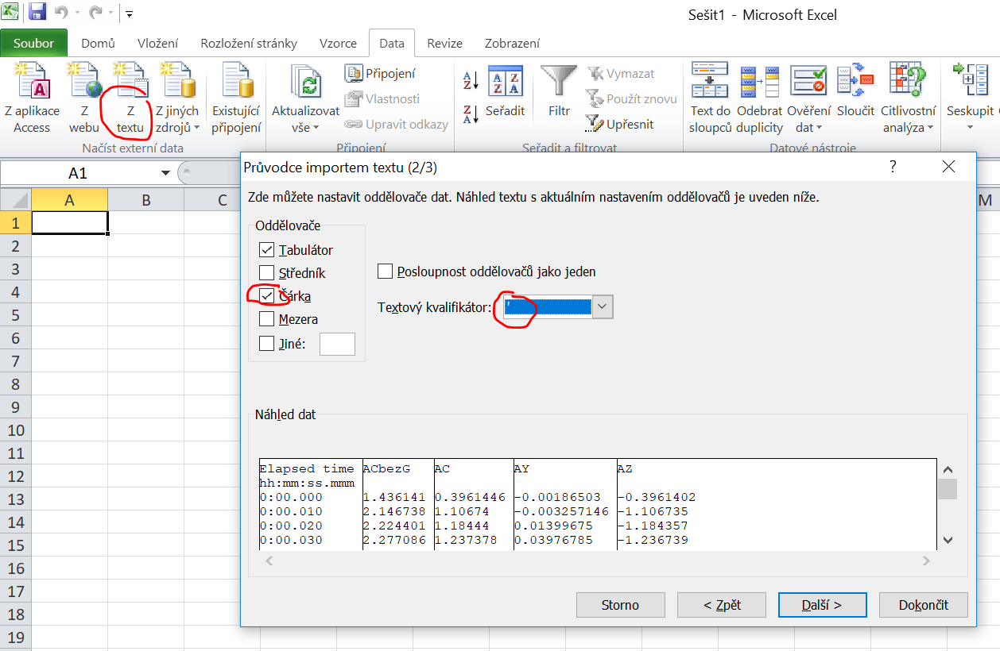 Sešit1 - Microsoft Excel
Soubor Domů Vložení Rozložení stránky Vzorce Data Revize Zobrazení
Z aplikace Access
Z webu
Z textu
Z jiných zdrojů
Existující připojení
Načíst externí data
Aktualizovat vše
Připojení
Vlastnosti
Upravit odkazy
Připojení
Seřadit
Filtr
Vymazat
Použít znovu
Upřesnit
Seřadit a filtrovat
Text do sloupců
Odebrat duplicity
Ověření dat
Sloučit
Citlivostní analýza
Datové nástroje
Seskupit
A1
A B C M
1
2
3
4
5
6
7
8
9
10
11
12
13
14
15
16
17
18
19
Průvodce importem textu (2/3) ?
Zde můžete nastavit oddělovače dat. Náhled textu s aktuálním nastavením oddělovačů je uveden níže.
Oddělovače
Tabulátor
Středník
Čárka
Mezera
Jiné:
Posloupnost oddělovačů jako jeden
Textový kvalifikátor: '
Náhled dat
Elapsed time ACbezG AC AY AZ
hh:mm:ss.mmm
0:00.000 1.436141 0.3961446 -0.00186503 -0.3961402
0:00.010 2.146738 1.10674 -0.003257146 -1.106735
0:00.020 2.224401 1.18444 0.01399675 -1.184357
0:00.030 2.277086 1.237378 0.03976785 -1.236739
Storno < Zpět Další > Dokončit